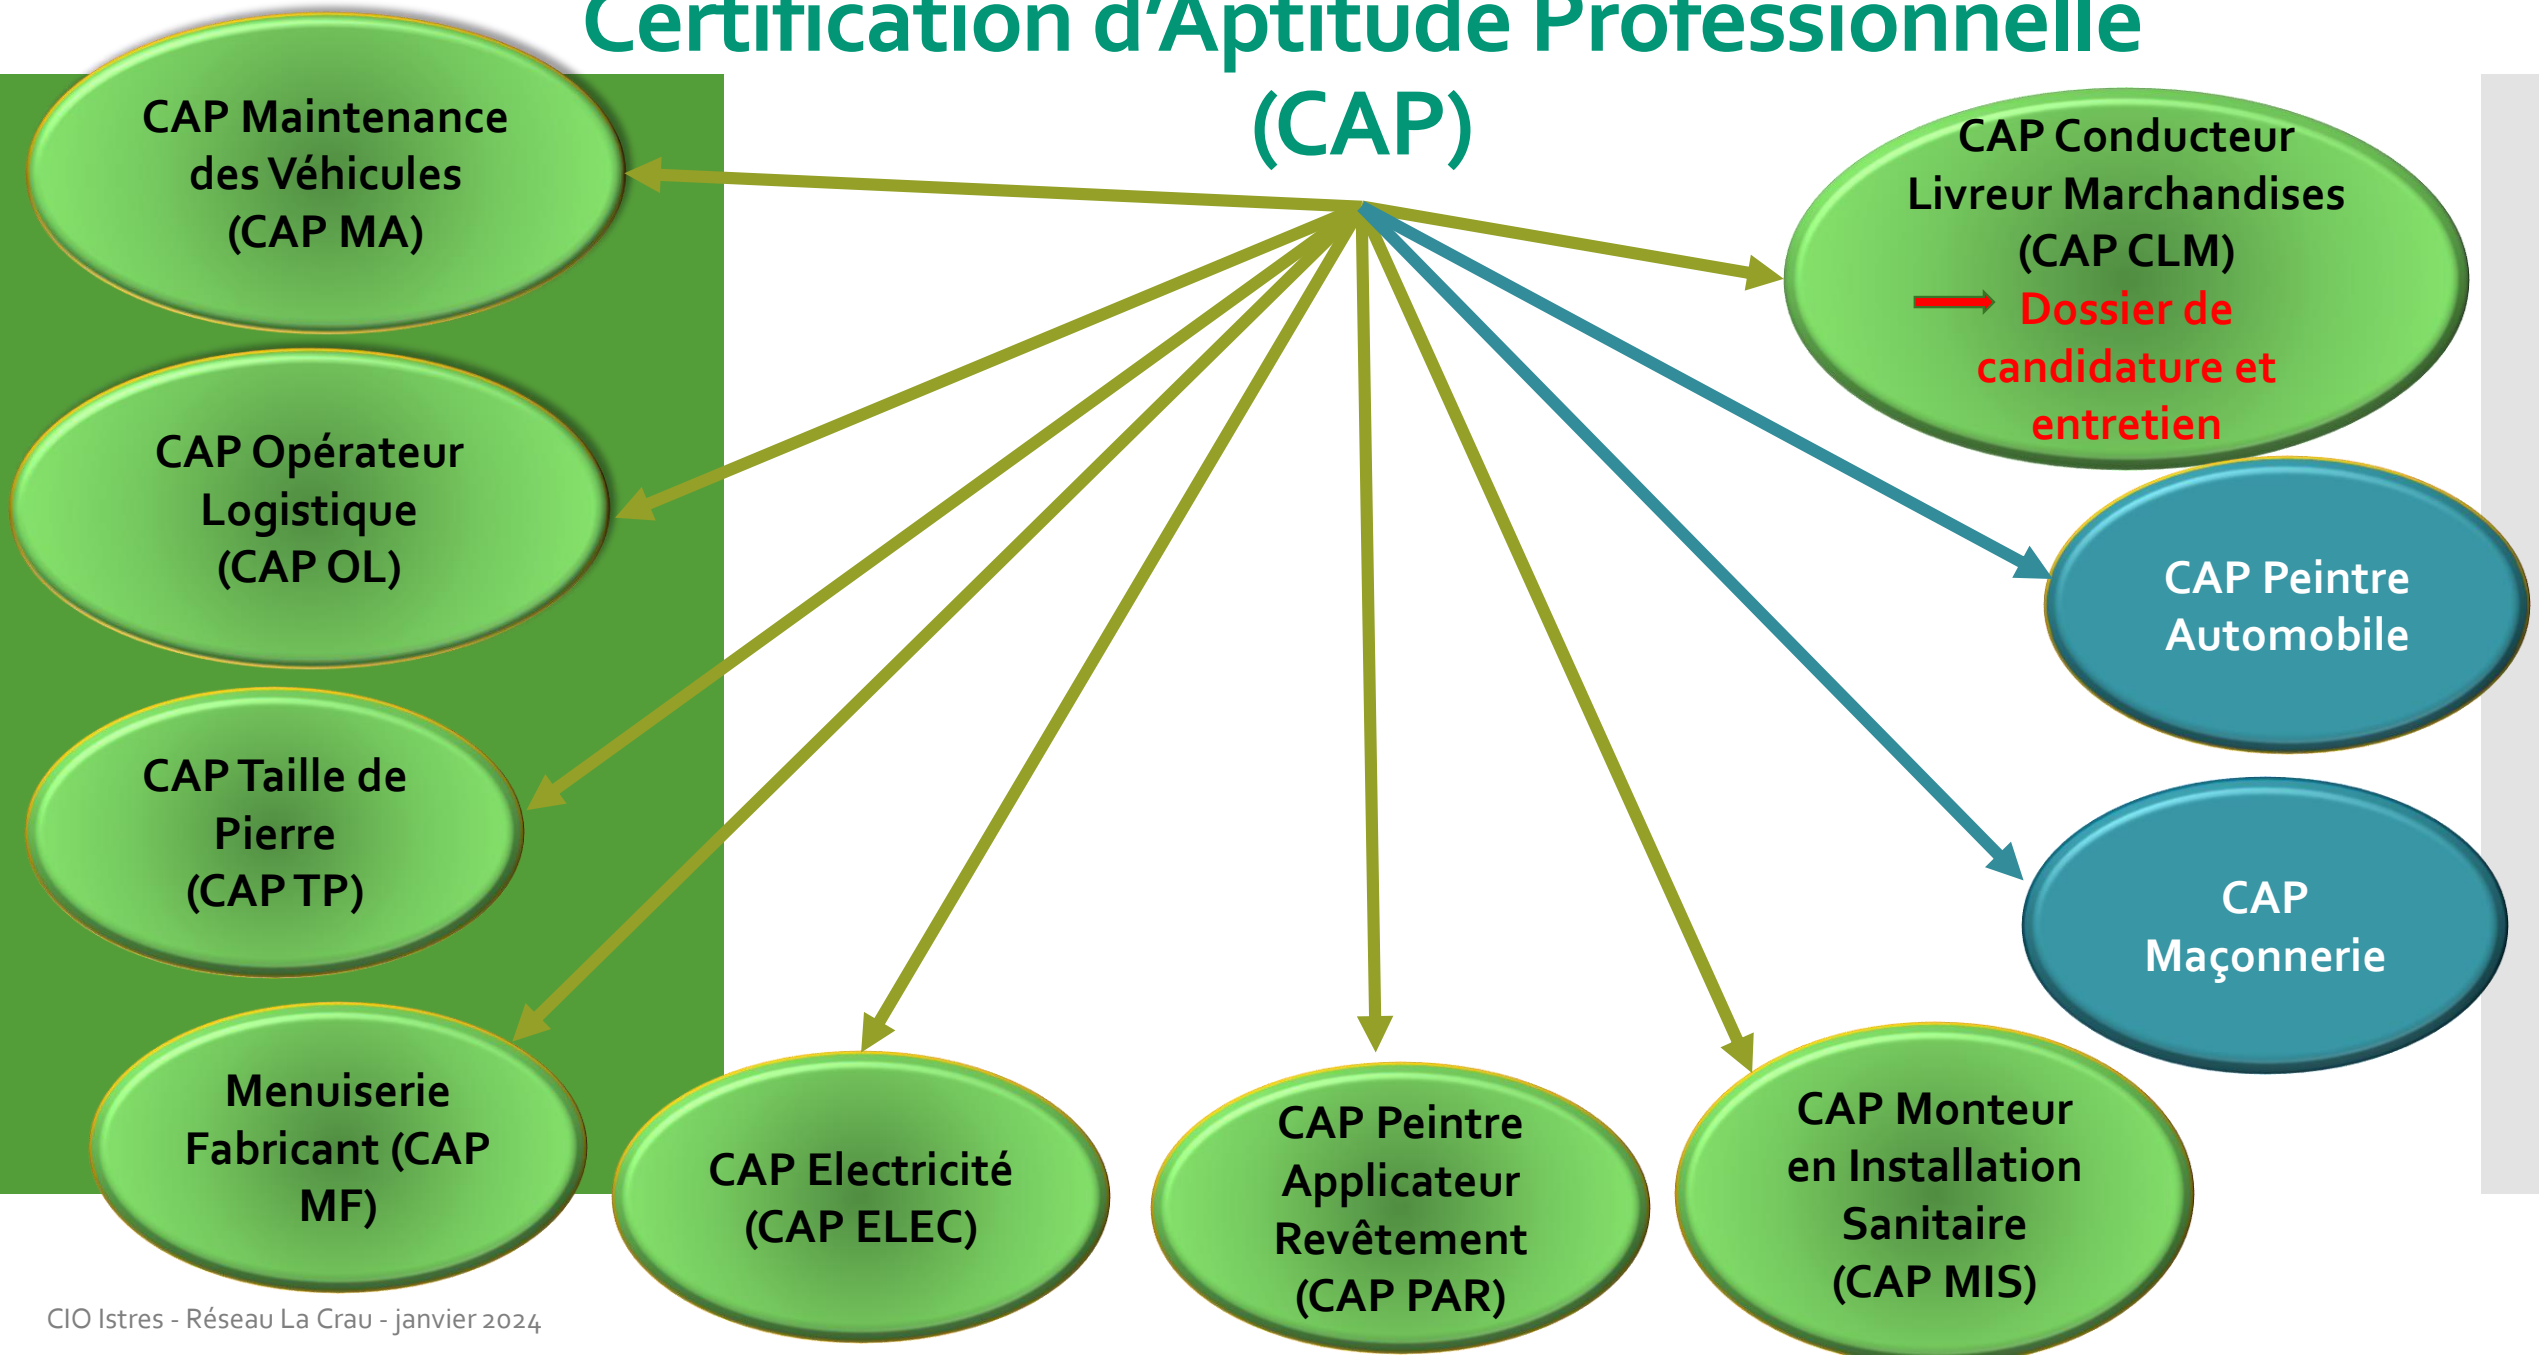 Certification d’Aptitude Professionnelle
(CAP)
CAP Maintenance
des Véhicules
(CAP MA)
CAP Opérateur
Logistique
(CAP OL)
CAP Taille de
Pierre
(CAP TP)
Menuiserie
Fabricant (CAP
MF)
CAP Electricité
(CAP ELEC)
CAP Peintre
Applicateur
Revêtement
(CAP PAR)
CAP Monteur
en Installation
Sanitaire
(CAP MIS)
CAP Conducteur
Livreur Marchandises
(CAP CLM)
Dossier de
candidature et
entretien
CAP Peintre
Automobile
CAP
Maçonnerie
CIO Istres - Réseau La Crau - janvier 2024